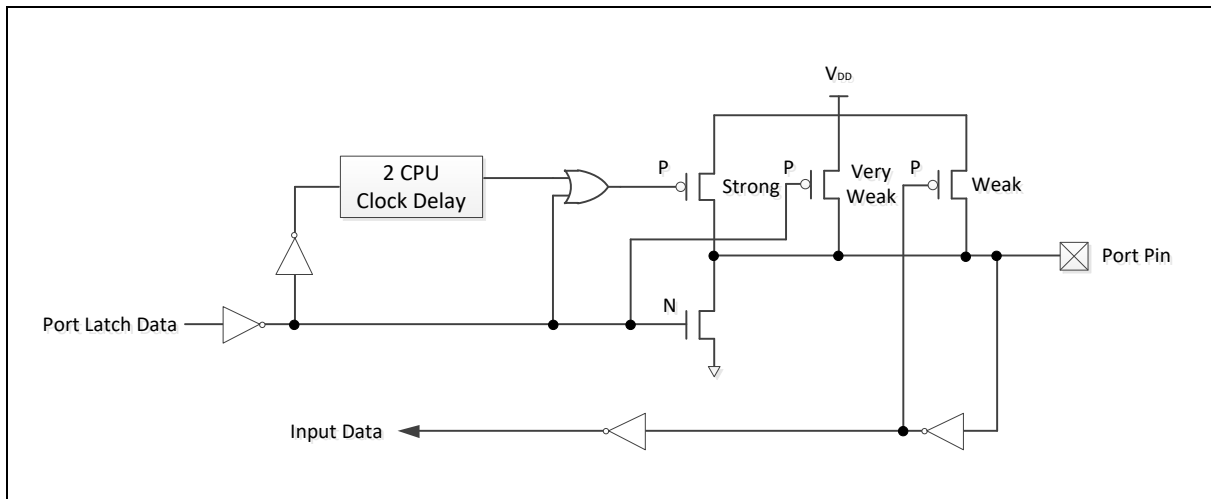 VDD
2 CPU
Clock Delay
P
Strong
P
Very
Weak
P
Weak
Port Pin
N
Port Latch Data
Input Data